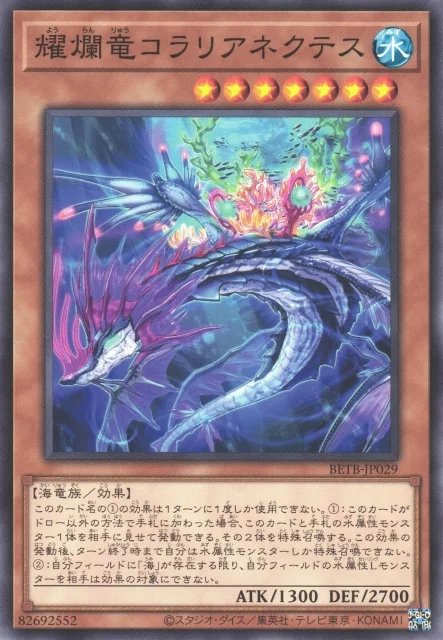 耀爛竜コラリアネクテス
水
BETB-JP029
【海竜族／効果】
このカード名の①の効果は１ターンに１度しか使用できない。①：このカードが
ドロー以外の方法で手札に加わった場合、このカードと手札の水属性モンス
ター１体を相手に見せて発動できる。その２体を特殊召喚する。この効果の
発動後、ターン終了時まで自分は水属性モンスターしか特殊召喚できない。
②：自分フィールドに「海」が存在する限り、自分フィールドの水属性Lモンス
ターを相手は効果の対象にできない。
ATK/1300 DEF/2700
82692552
©スタジオ・ダイス／集英社・テレビ東京・KONAMI